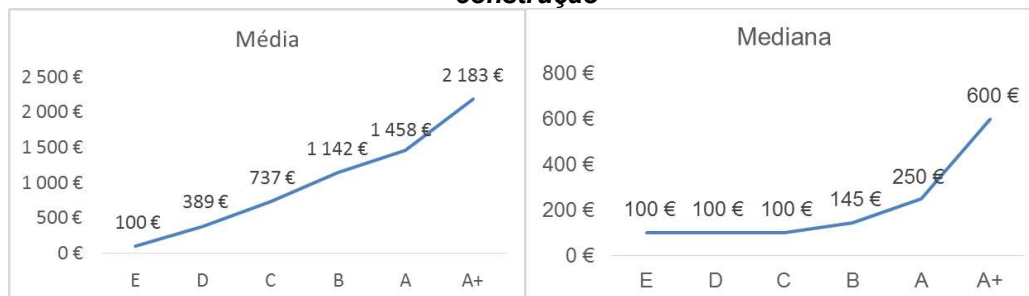 construção
Média
2 500 €
2 000 €
1 500 €
1 000 €
500 €
0 €
100 €
389 €
737 €
1 142 €
1 458 €
2 183 €
E D C B A A+
Mediana
800 €
600 €
400 €
200 €
0 €
100 € 100 € 100 € 145 € 250 € 600 €
E D C B A A+